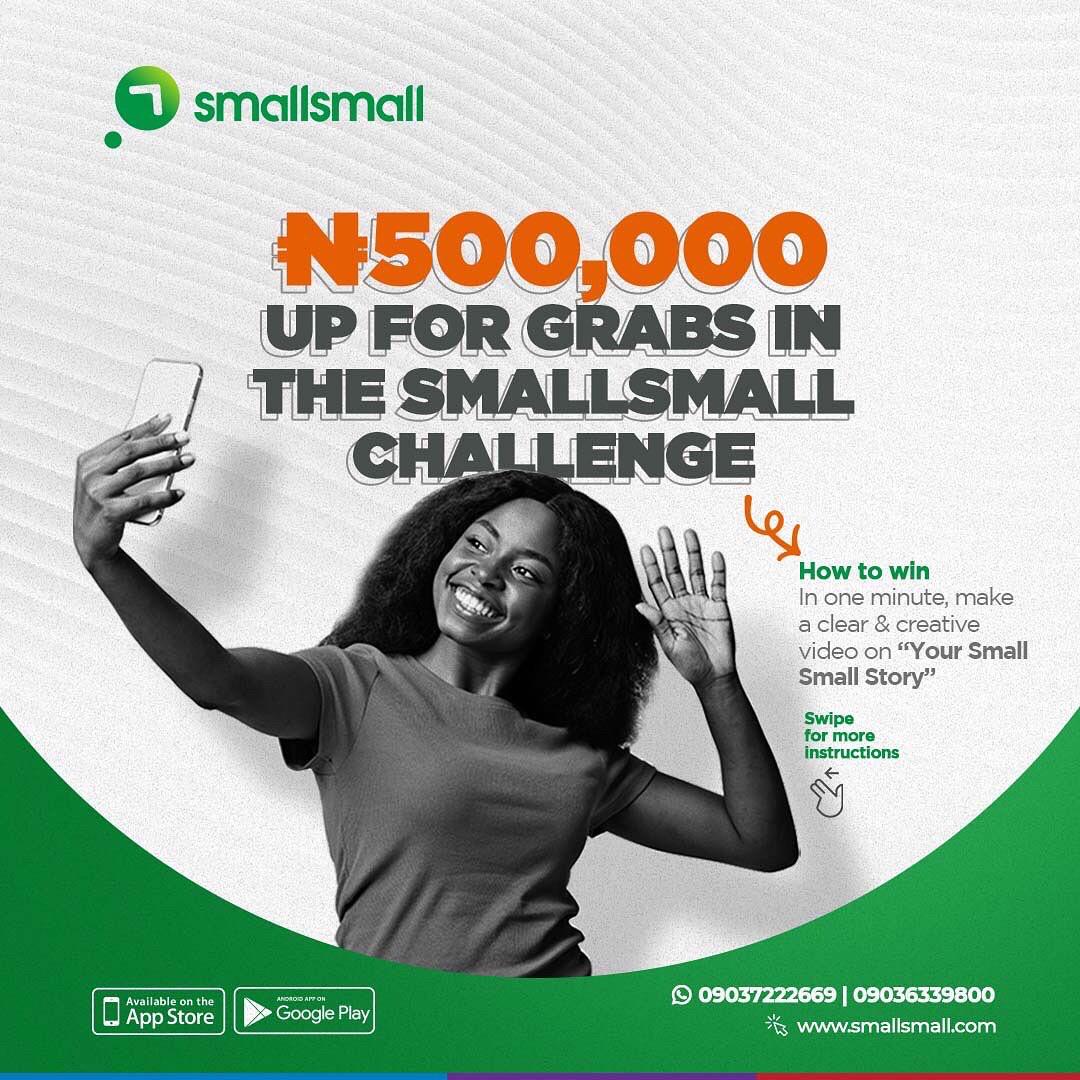 smallsmall
₦500,000
UP FOR GRABS IN
THE SMALLSMALL
CHALLENGE
How to win
In one minute, make
a clear & creative
video on “Your Small
Small Story”
Swipe
for more
instructions
Available on the
App Store
ANDROID APP ON
Google Play
09037222669 | 09036339800
www.smallsmall.com